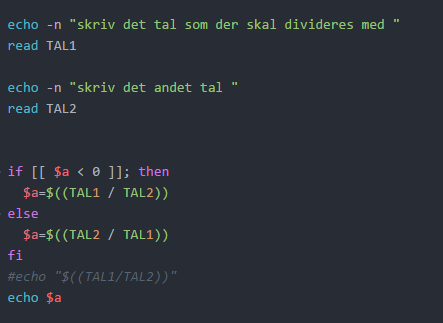 echo -n "skriv det tal som der skal divideres med "
read TAL1
echo -n "skriv det andet tal "
read TAL2
if [[ $a < 0 ]]; then
$a=$((TAL1 / TAL2))
else
$a=$((TAL2 / TAL1))
fi
#echo "$((TAL1/TAL2))"
echo $a